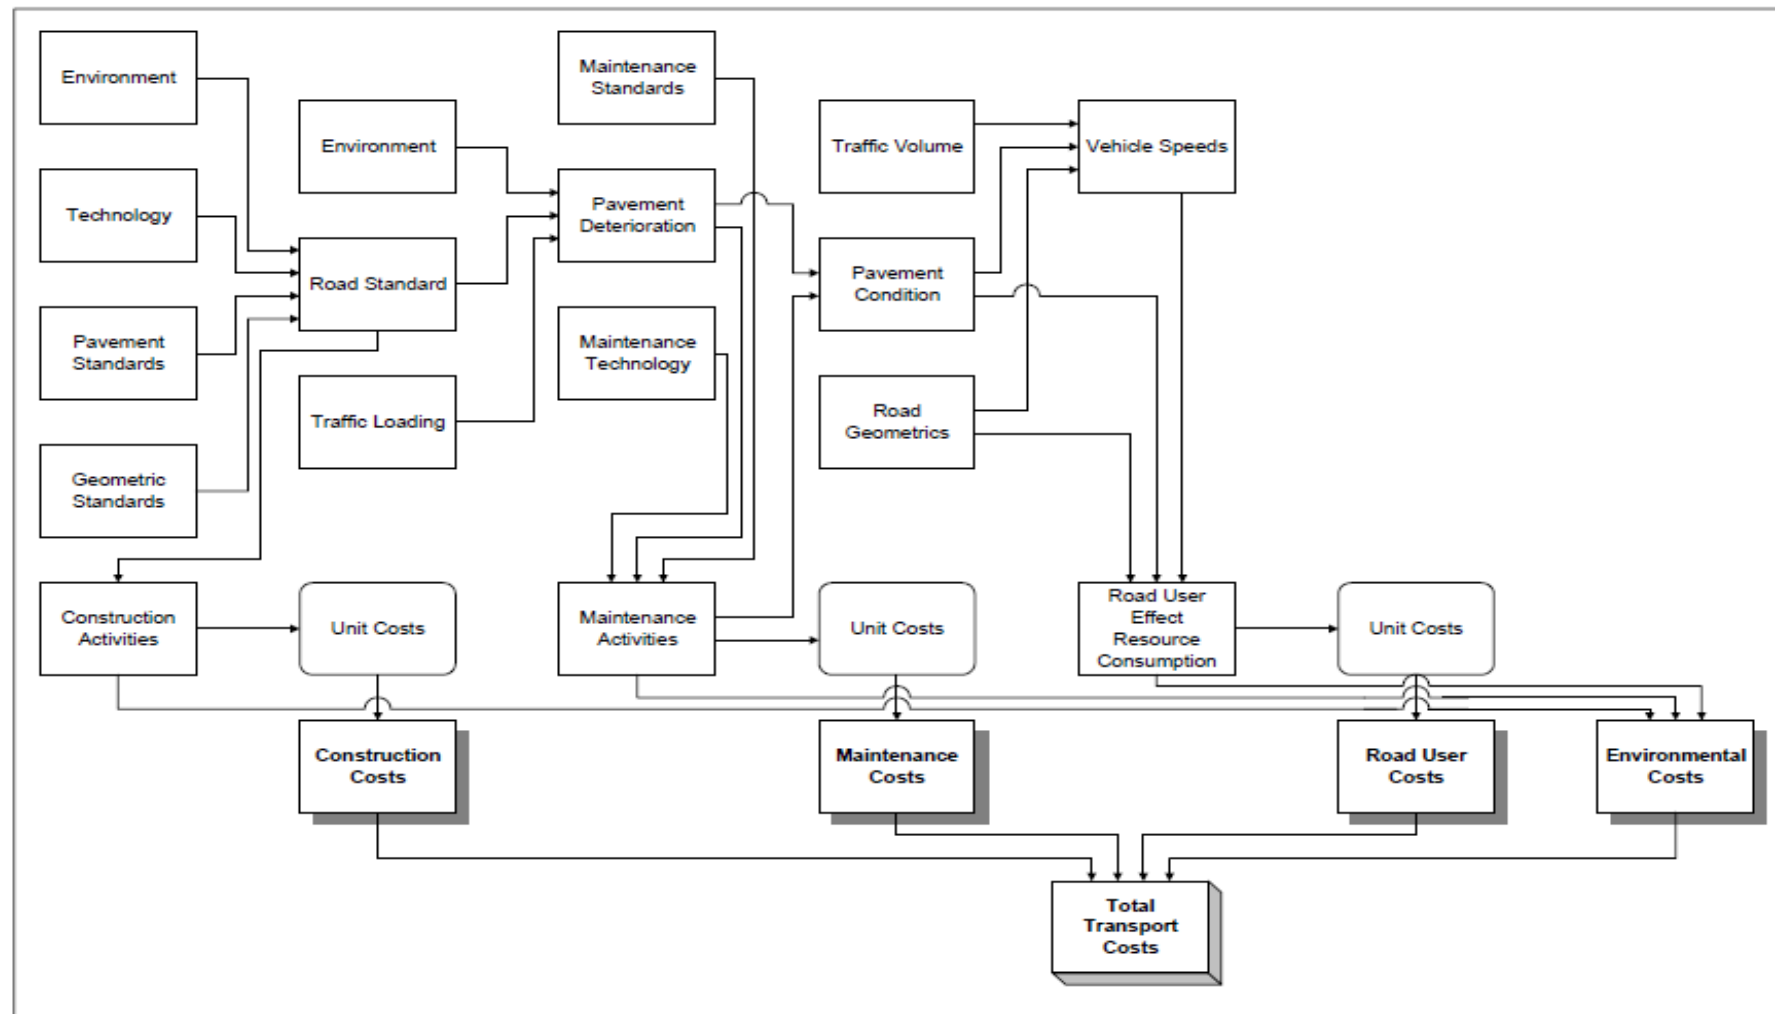 Environment
Maintenance
Standards
Environment
Traffic Volume
Vehicle Speeds
Technology
Pavement
Deterioration
Road Standard
Pavement
Condition
Pavement
Standards
Maintenance
Technology
Traffic Loading
Road
Geometrics
Geometric
Standards
Construction
Activities
Unit Costs
Maintenance
Activities
Unit Costs
Road User
Effect
Resource
Consumption
Unit Costs
Construction
Costs
Maintenance
Costs
Road User
Costs
Environmental
Costs
Total
Transport
Costs